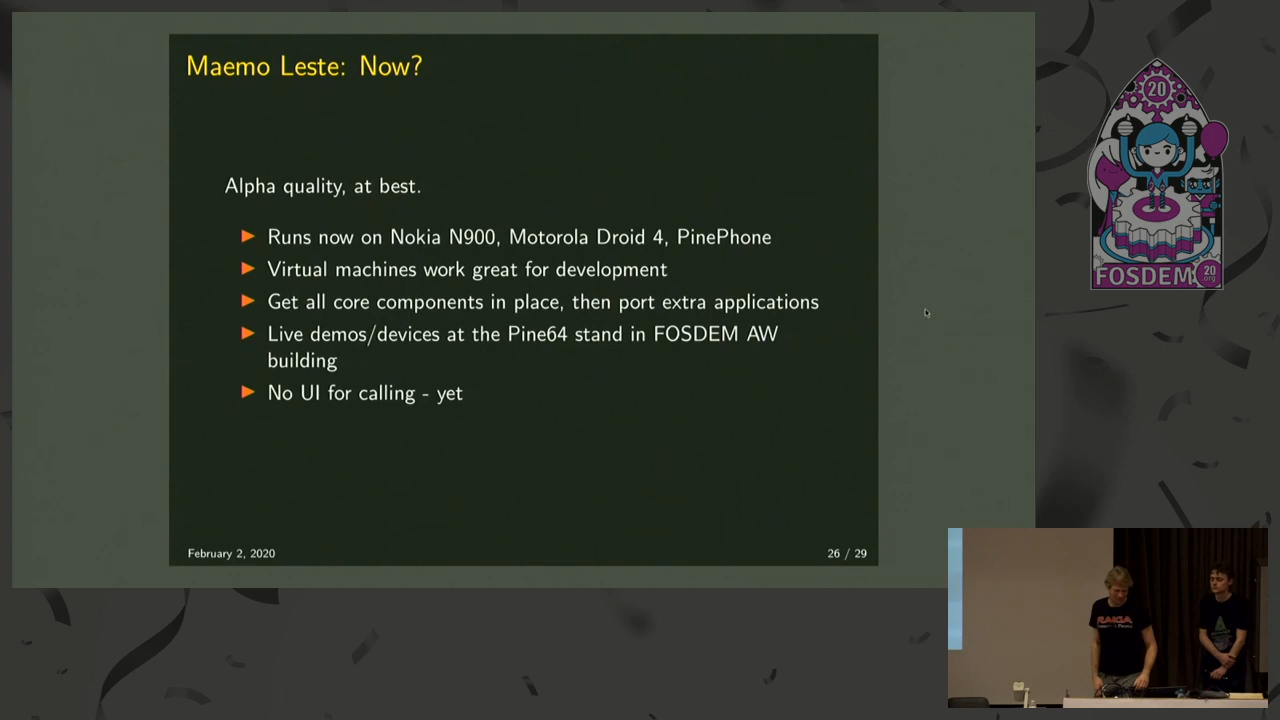 Maemo Leste: Now?
Alpha quality, at best.
Runs now on Nokia N900, Motorola Droid 4, PinePhone
Virtual machines work great for development
Get all core components in place, then port extra applications
Live demos/devices at the Pine64 stand in FOSDEM AW
building
No UI for calling - yet
February 2, 2020
26 / 29
20
FOSDEM
20
.org